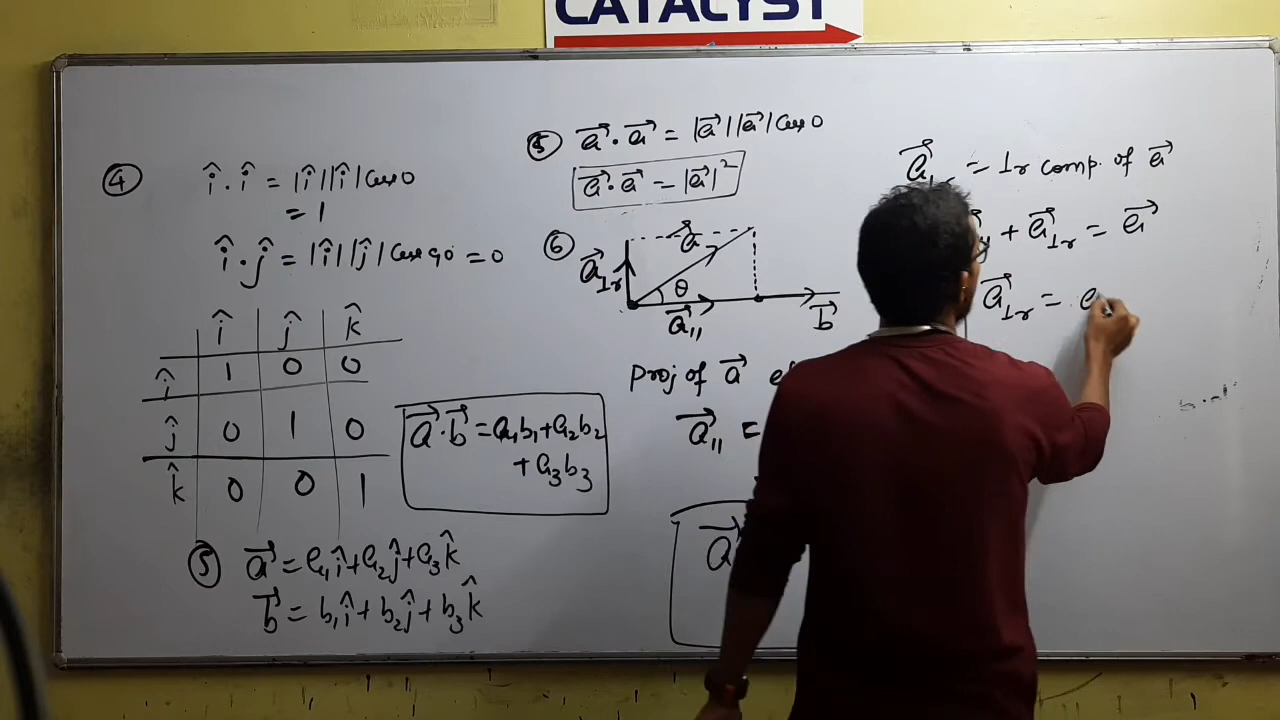 CATALYST
④ î·î = |î||î| cos 0
= 1
î·ĵ = |î||ĵ| cos 90 = 0
î ĵ k̂
î 1 0 0
ĵ 0 1 0
k̂ 0 0 1
a⃗·b⃗ = a₁b₁+a₂b₂
+ a₃b₃
⑤ a⃗ = a₁î+a₂ĵ+a₃k̂
b⃗ = b₁î+b₂ĵ+b₃k̂
⑤ a⃗·a⃗ = |a⃗||a⃗| cos 0
a⃗·a⃗ = |a⃗|²
⑥ a⃗
a⃗⊥r θ
a⃗∥ b⃗
Proj of a⃗
a⃗∥ =
a⃗
a⃗⊥r = ⊥r comp. of a⃗
+ a⃗⊥r = a⃗
a⃗⊥r = a